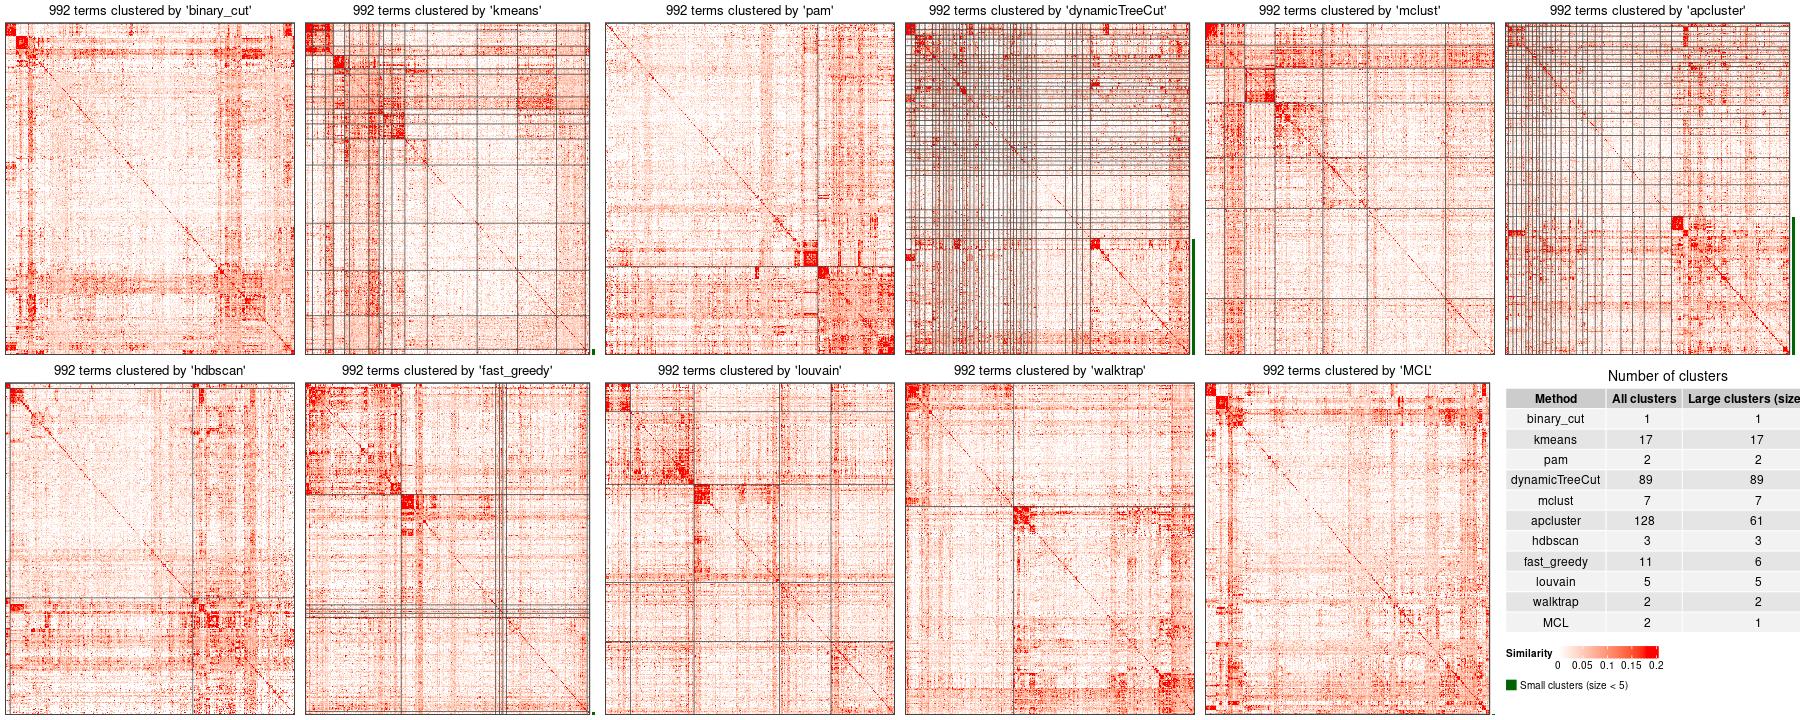 992 terms clustered by 'binary_cut'
992 terms clustered by 'kmeans'
992 terms clustered by 'pam'
992 terms clustered by 'dynamicTreeCut'
992 terms clustered by 'mclust'
992 terms clustered by 'apcluster'
992 terms clustered by 'hdbscan'
992 terms clustered by 'fast_greedy'
992 terms clustered by 'louvain'
992 terms clustered by 'walktrap'
992 terms clustered by 'MCL'
Number of clusters
Method All clusters Large clusters (size
binary_cut 1 1
kmeans 17 17
pam 2 2
dynamicTreeCut 89 89
mclust 7 7
apcluster 128 61
hdbscan 3 3
fast_greedy 11 6
louvain 5 5
walktrap 2 2
MCL 2 1
Similarity
0 0.05 0.1 0.15 0.2
Small clusters (size < 5)